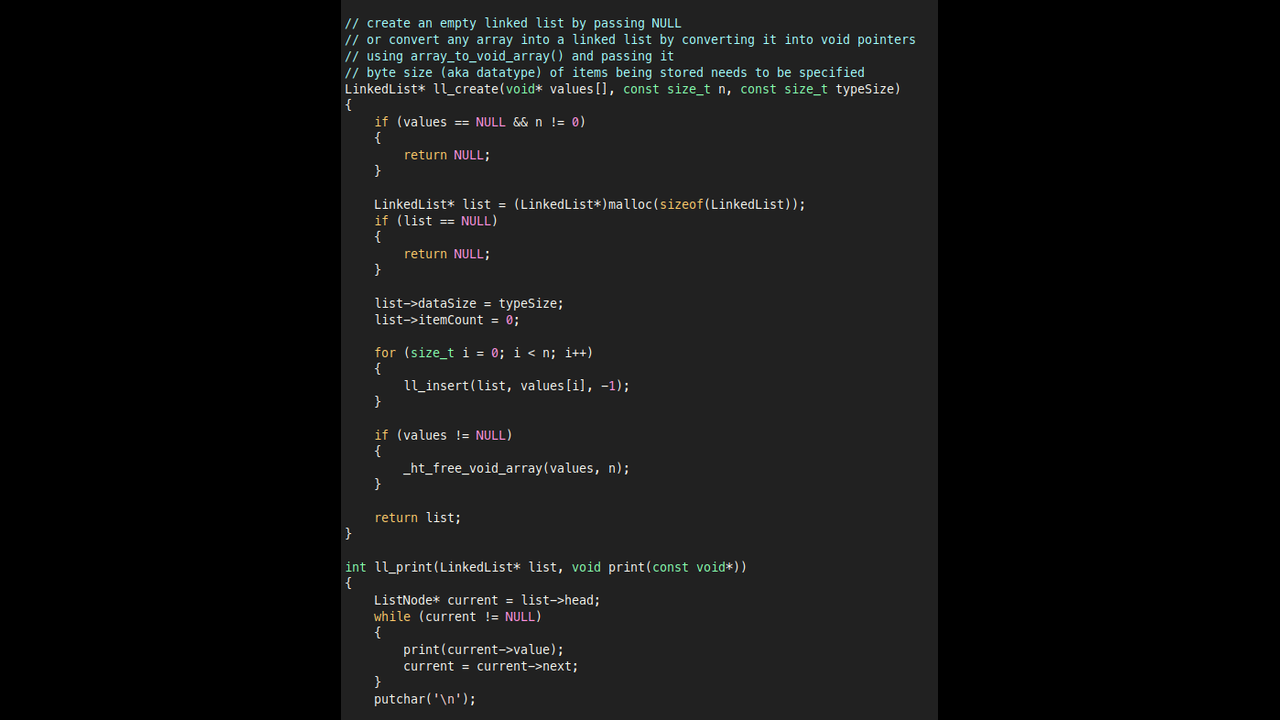 // create an empty linked list by passing NULL
// or convert any array into a linked list by converting it into void pointers
// using array_to_void_array() and passing it
// byte size (aka datatype) of items being stored needs to be specified
LinkedList* ll_create(void* values[], const size_t n, const size_t typeSize)
{
    if (values == NULL && n != 0)
    {
        return NULL;
    }

    LinkedList* list = (LinkedList*)malloc(sizeof(LinkedList));
    if (list == NULL)
    {
        return NULL;
    }

    list->dataSize = typeSize;
    list->itemCount = 0;

    for (size_t i = 0; i < n; i++)
    {
        ll_insert(list, values[i], -1);
    }

    if (values != NULL)
    {
        _ht_free_void_array(values, n);
    }

    return list;
}

int ll_print(LinkedList* list, void print(const void*))
{
    ListNode* current = list->head;
    while (current != NULL)
    {
        print(current->value);
        current = current->next;
    }
    putchar('\n');